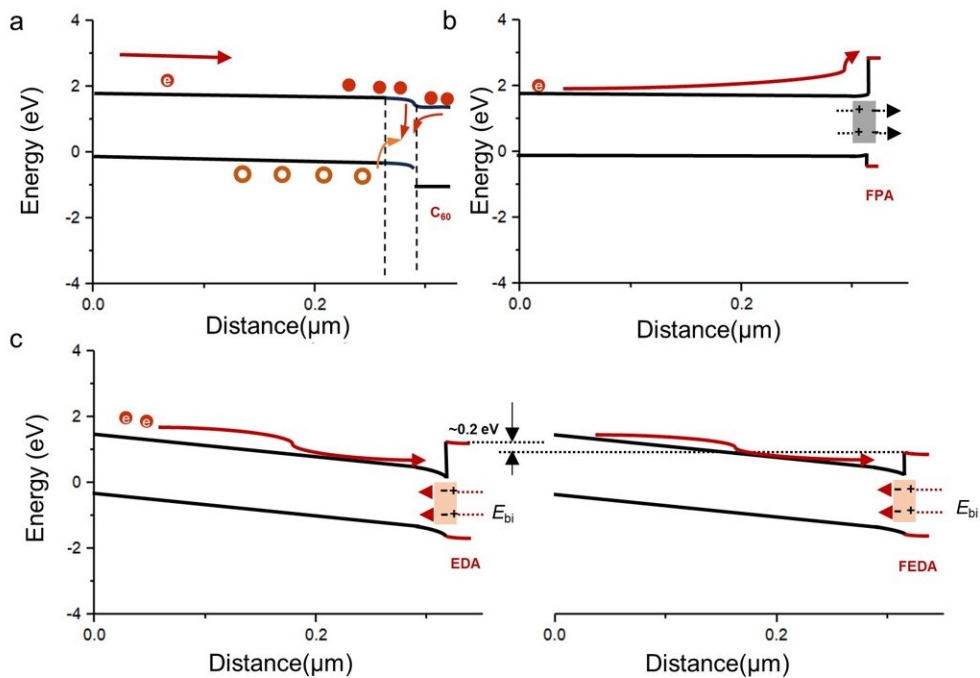 a
4
2
0
-2
-4
Energy (eV)
e
C60
0.0
0.2
Distance(μm)
b
4
2
0
-2
-4
Energy (eV)
e
+ -
+ -
FPA
0.0
0.2
Distance(μm)
c
4
2
0
-2
-4
Energy (eV)
e e
~0.2 eV
- +
- +
Ebi
EDA
0.0
0.2
Distance(μm)
- +
- +
Ebi
FEDA
0.0
0.2
Distance(μm)